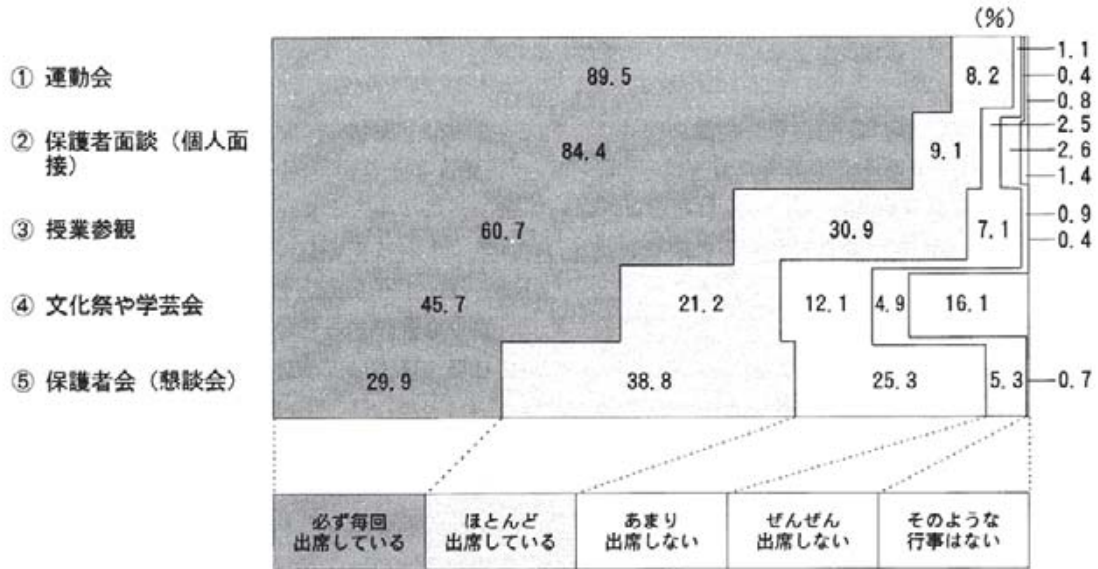 (%)
① 運動会
89.5
8.2
1.1
0.4
0.8
② 保護者面談（個人面
接）
84.4
9.1
2.5
2.6
1.4
③ 授業参観
60.7
30.9
7.1
0.9
0.4
④ 文化祭や学芸会
45.7
21.2
12.1
4.9
16.1
⑤ 保護者会（懇談会）
29.9
38.8
25.3
5.3
0.7
必ず毎回
出席している
ほとんど
出席している
あまり
出席しない
ぜんぜん
出席しない
そのような
行事はない